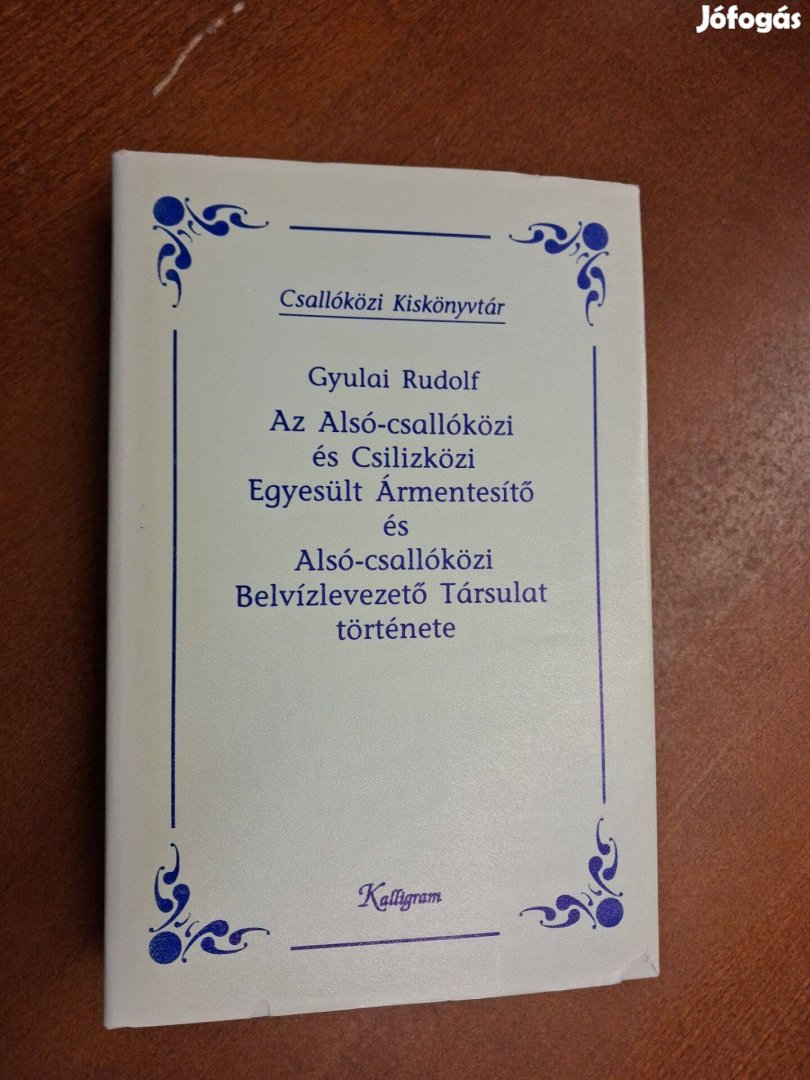 Jófogás
Csallóközi Kiskönyvtár
Gyulai Rudolf
Az Alsó-csallóközi
és Csilizközi
Egyesült Ármentesítő
és
Alsó-csallóközi
Belvízlevezető Társulat
története
Kalligram